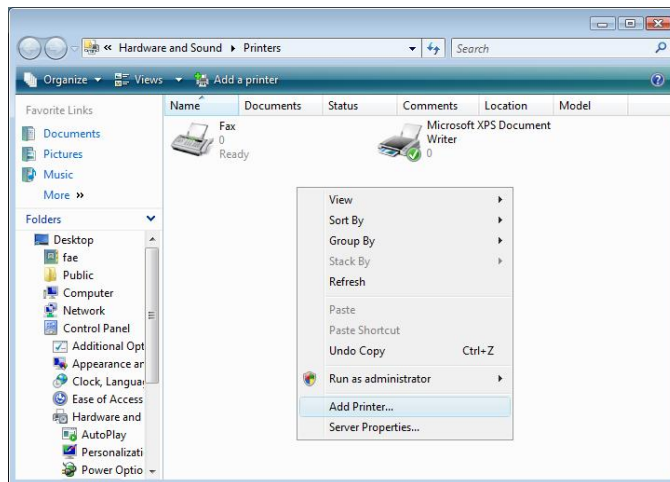 « Hardware and Sound ▸ Printers
Search
Organize Views Add a printer
Favorite Links
Documents
Pictures
Music
More »
Folders
Desktop
fae
Public
Computer
Network
Control Panel
Additional Opt
Appearance an
Clock, Languag
Ease of Access
Hardware and
AutoPlay
Personalizati
Power Optio
Name Documents Status Comments Location Model
Fax
0
Ready
Microsoft XPS Document
Writer
0
View
Sort By
Group By
Stack By
Refresh
Paste
Paste Shortcut
Undo Copy Ctrl+Z
Run as administrator
Add Printer...
Server Properties...